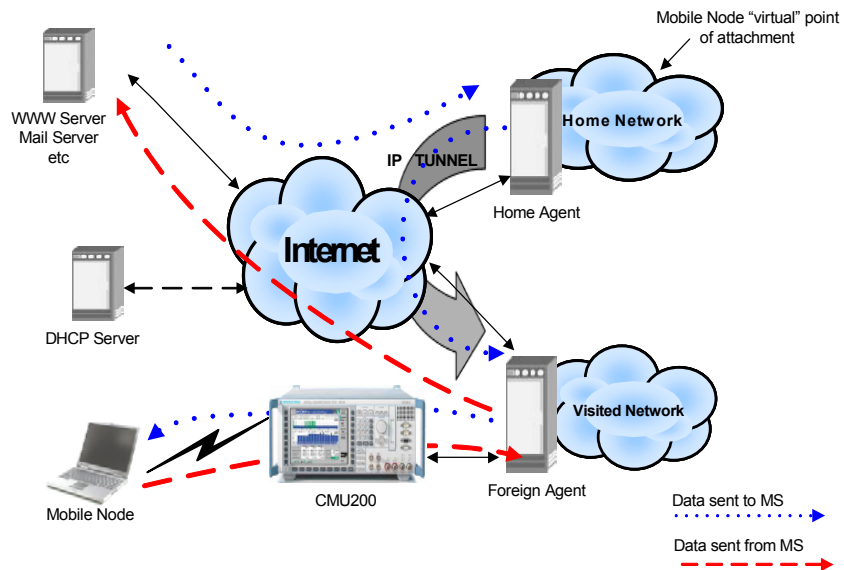 Mobile Node “virtual” point
of attachment
WWW Server
Mail Server
etc
Home Network
IP TUNNEL
Home Agent
Internet
DHCP Server
Visited Network
Mobile Node
CMU200
Foreign Agent
Data sent to MS
Data sent from MS